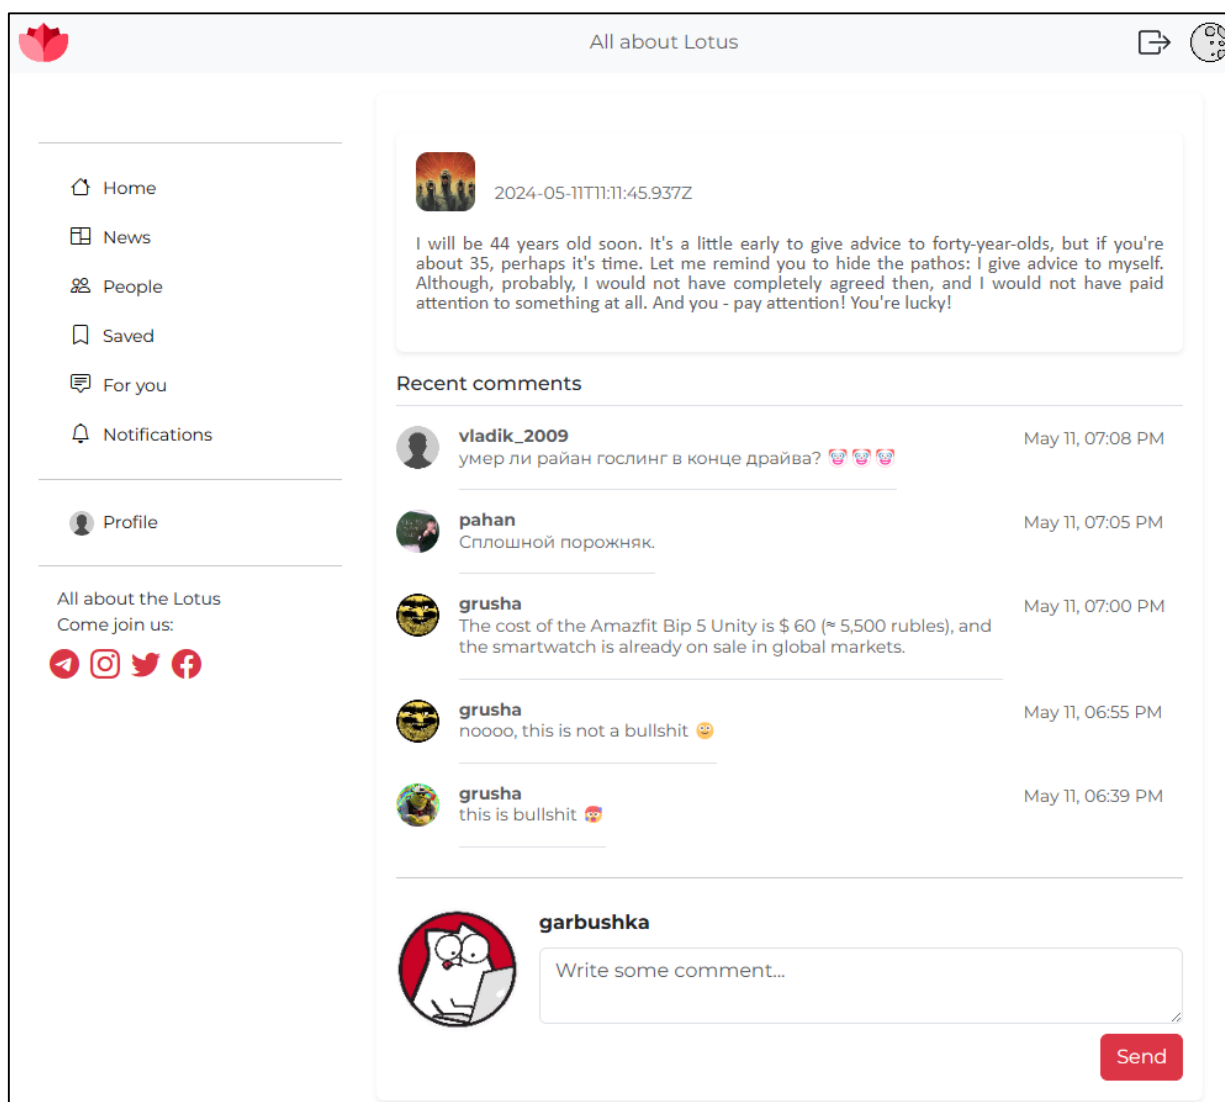 All about Lotus
Home
News
People
Saved
For you
Notifications
Profile
All about the Lotus
Come join us:
2024-05-11T11:11:45.937Z
I will be 44 years old soon. It's a little early to give advice to forty-year-olds, but if you're
about 35, perhaps it's time. Let me remind you to hide the pathos: I give advice to myself.
Although, probably, I would not have completely agreed then, and I would not have paid
attention to something at all. And you - pay attention! You're lucky!
Recent comments
vladik_2009
May 11, 07:08 PM
умер ли райан гослинг в конце драйва? 🤡🤡🤡
pahan
May 11, 07:05 PM
Сплошной порожняк.
grusha
May 11, 07:00 PM
The cost of the Amazfit Bip 5 Unity is $ 60 (≈ 5,500 rubles), and
the smartwatch is already on sale in global markets.
grusha
May 11, 06:55 PM
noooo, this is not a bullshit
grusha
May 11, 06:39 PM
this is bullshit
garbushka
Write some comment...
Send